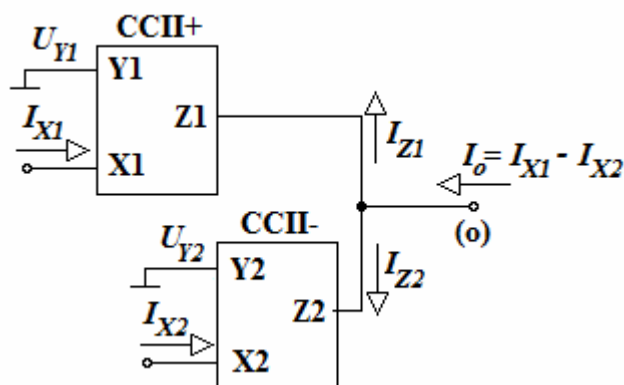 CCII+
U_Y1
Y1
I_X1
Z1
X1
I_Z1
I_o = I_X1 - I_X2
(o)
CCII-
U_Y2
Y2
I_Z2
Z2
I_X2
X2